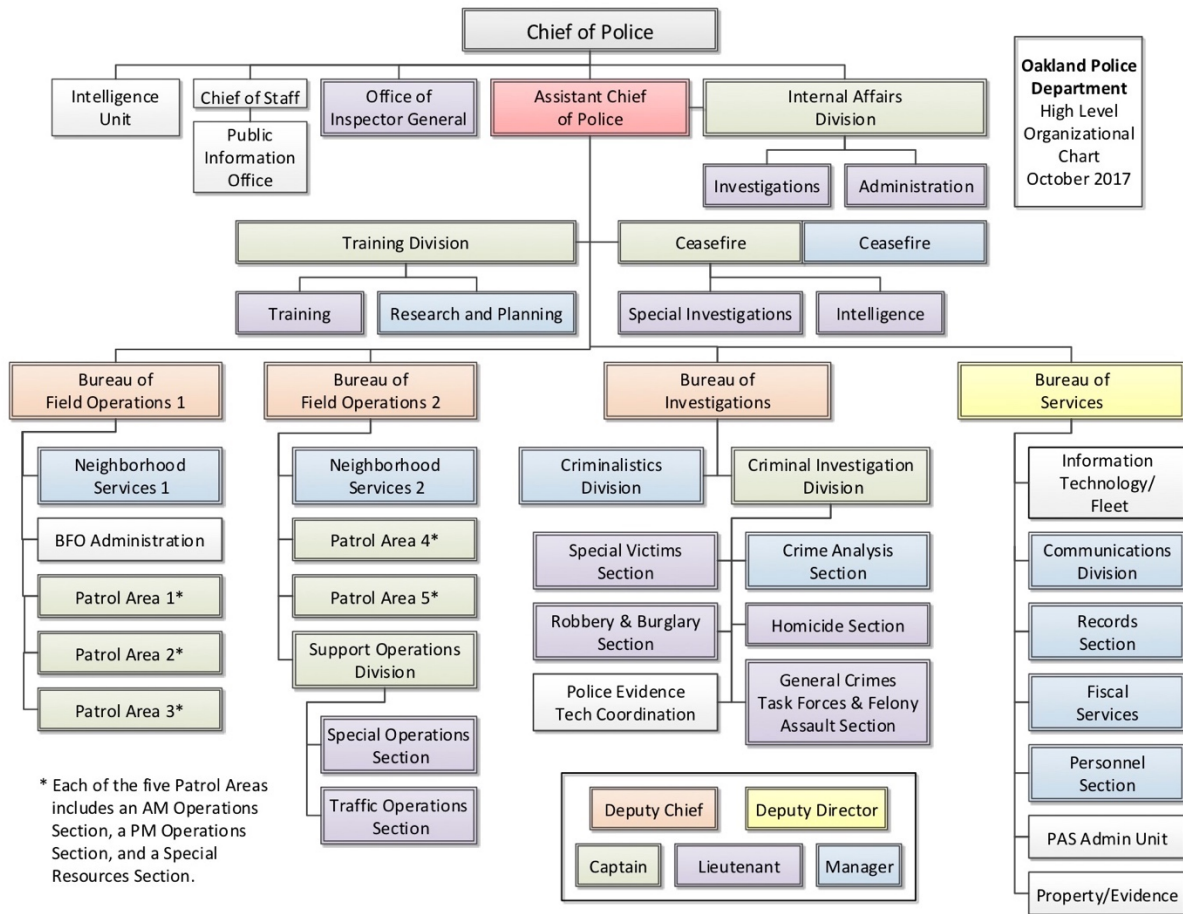 Chief of Police
Oakland Police
Department
High Level
Organizational
Chart
October 2017
Intelligence
Unit
Chief of Staff
Public
Information
Office
Office of
Inspector General
Assistant Chief
of Police
Internal Affairs
Division
Investigations
Administration
Training Division
Ceasefire
Ceasefire
Training
Research and Planning
Special Investigations
Intelligence
Bureau of
Field Operations 1
Bureau of
Field Operations 2
Bureau of
Investigations
Bureau of
Services
Neighborhood
Services 1
BFO Administration
Patrol Area 1*
Patrol Area 2*
Patrol Area 3*
Neighborhood
Services 2
Patrol Area 4*
Patrol Area 5*
Support Operations
Division
Special Operations
Section
Traffic Operations
Section
Criminalistics
Division
Criminal Investigation
Division
Special Victims
Section
Crime Analysis
Section
Robbery & Burglary
Section
Homicide Section
Police Evidence
Tech Coordination
General Crimes
Task Forces & Felony
Assault Section
Information
Technology/
Fleet
Communications
Division
Records
Section
Fiscal
Services
Personnel
Section
PAS Admin Unit
Property/Evidence
* Each of the five Patrol Areas
includes an AM Operations
Section, a PM Operations
Section, and a Special
Resources Section.
Deputy Chief
Deputy Director
Captain
Lieutenant
Manager